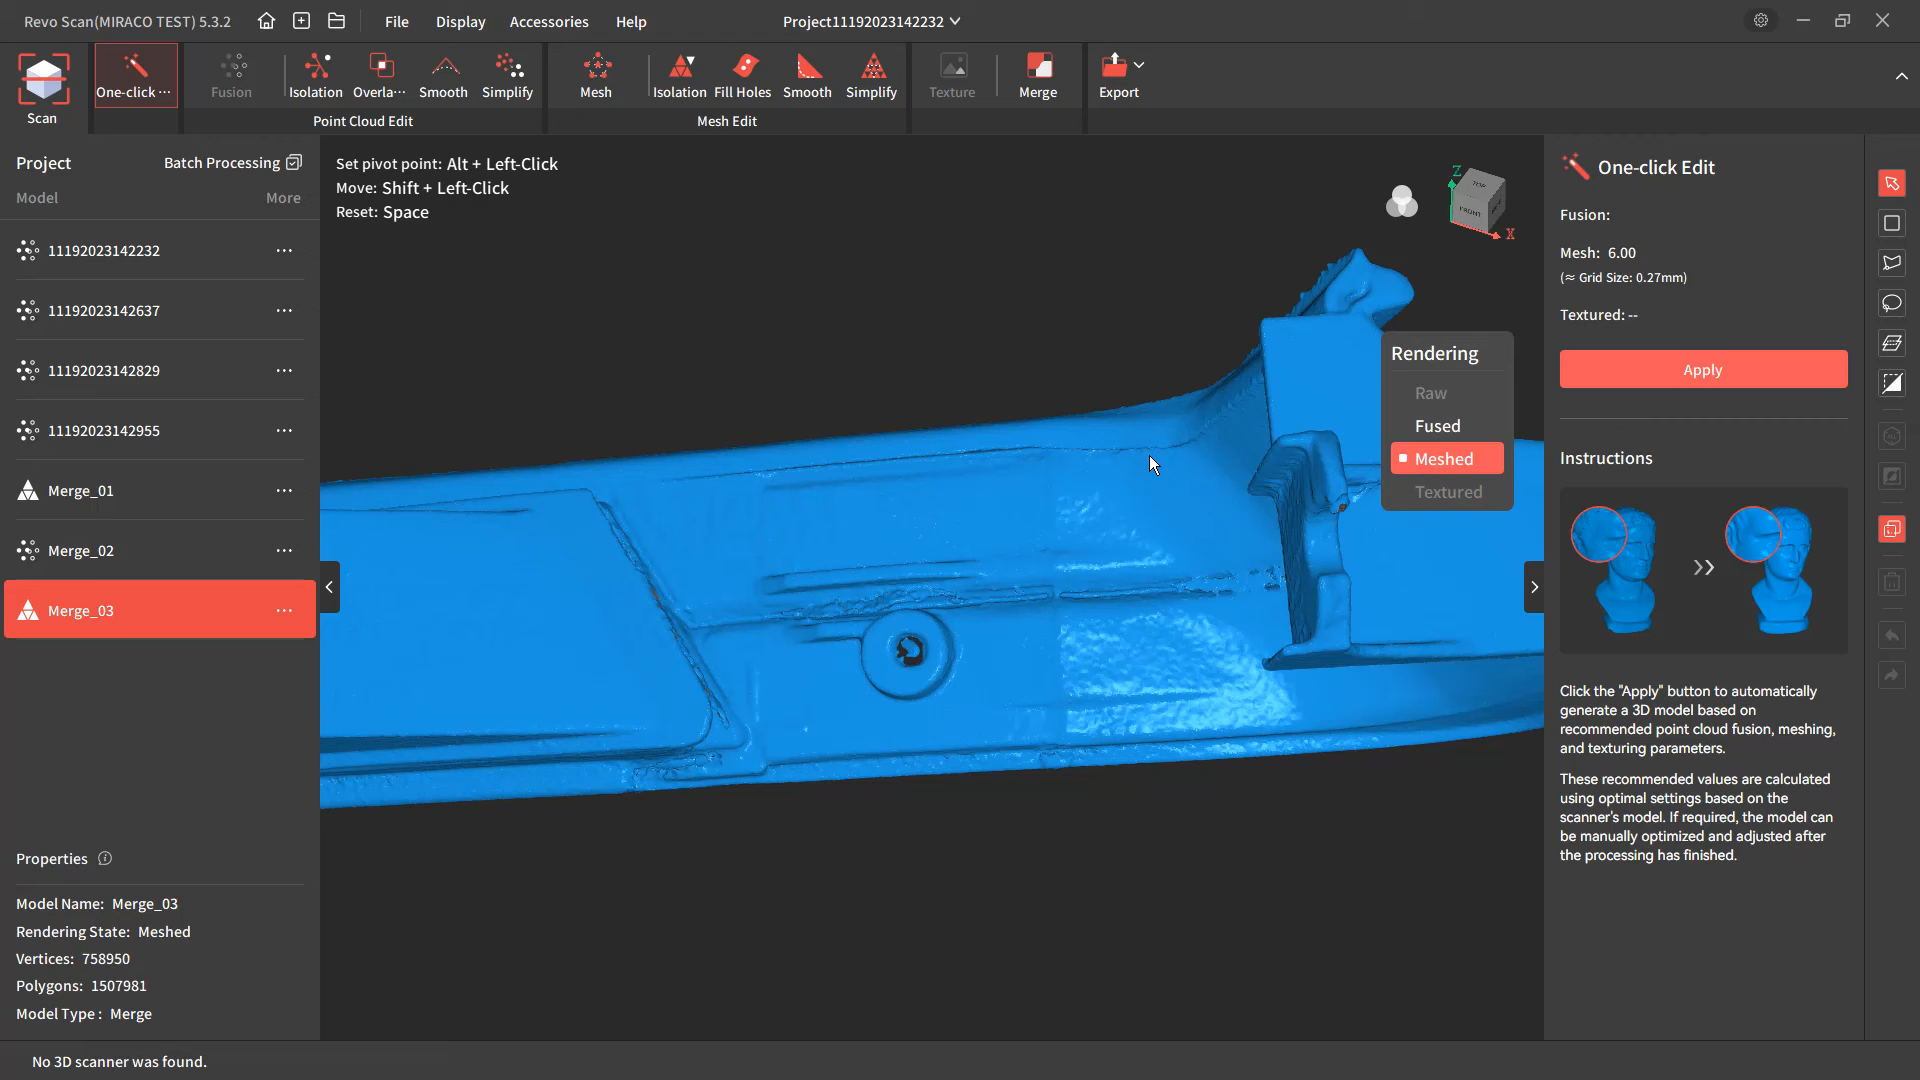 Revo Scan(MIRACO TEST) 5.3.2
File
Display
Accessories
Help
Project11192023142232
Scan
One-click ···
Fusion
Isolation
Overla···
Smooth
Simplify
Point Cloud Edit
Mesh
Isolation
Fill Holes
Smooth
Simplify
Mesh Edit
Texture
Merge
Export
Project
Batch Processing
Model
More
11192023142232
11192023142637
11192023142829
11192023142955
Merge_01
Merge_02
Merge_03
Properties
Model Name: Merge_03
Rendering State: Meshed
Vertices: 758950
Polygons: 1507981
Model Type : Merge
No 3D scanner was found.
Set pivot point: Alt + Left-Click
Move: Shift + Left-Click
Reset: Space
Z
TOP
FRONT
X
Rendering
Raw
Fused
Meshed
Textured
One-click Edit
Fusion:
Mesh: 6.00
(≈ Grid Size: 0.27mm)
Textured: --
Apply
Instructions
Click the "Apply" button to automatically
generate a 3D model based on
recommended point cloud fusion, meshing,
and texturing parameters.
These recommended values are calculated
using optimal settings based on the
scanner's model. If required, the model can
be manually optimized and adjusted after
the processing has finished.